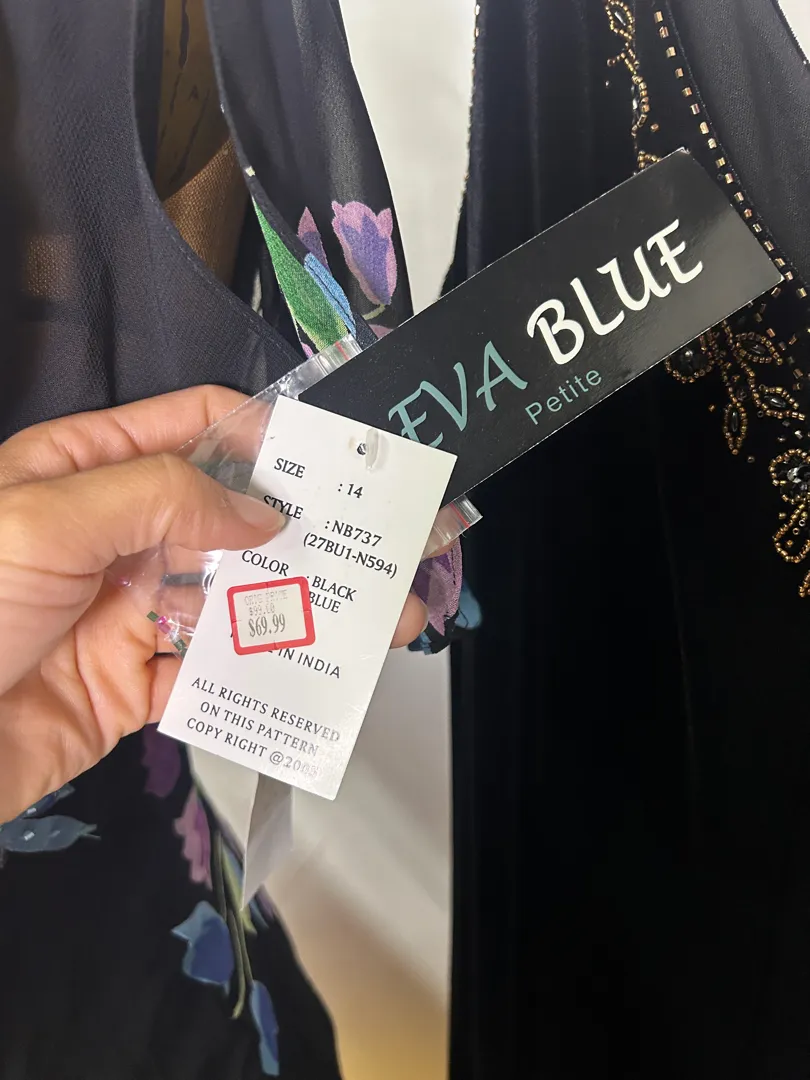 EVA BLUE
Petite
SIZE : 14
STYLE : NB737
(27BU1-N594)
COLOR : BLACK
BLUE
$69.99
IN INDIA
ALL RIGHTS RESERVED
ON THIS PATTERN
COPY RIGHT @200